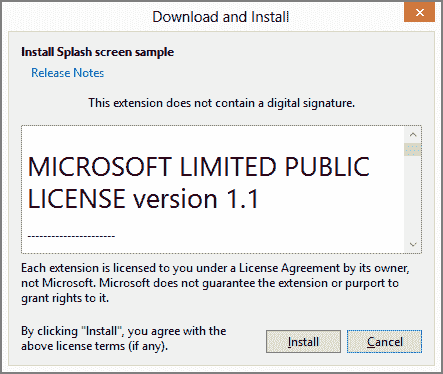 Download and Install
Install Splash screen sample
Release Notes
This extension does not contain a digital signature.
MICROSOFT LIMITED PUBLIC
LICENSE version 1.1
----------------------
Each extension is licensed to you under a License Agreement by its owner,
not Microsoft. Microsoft does not guarantee the extension or purport to
grant rights to it.
By clicking "Install", you agree with the
above license terms (if any).
Install
Cancel